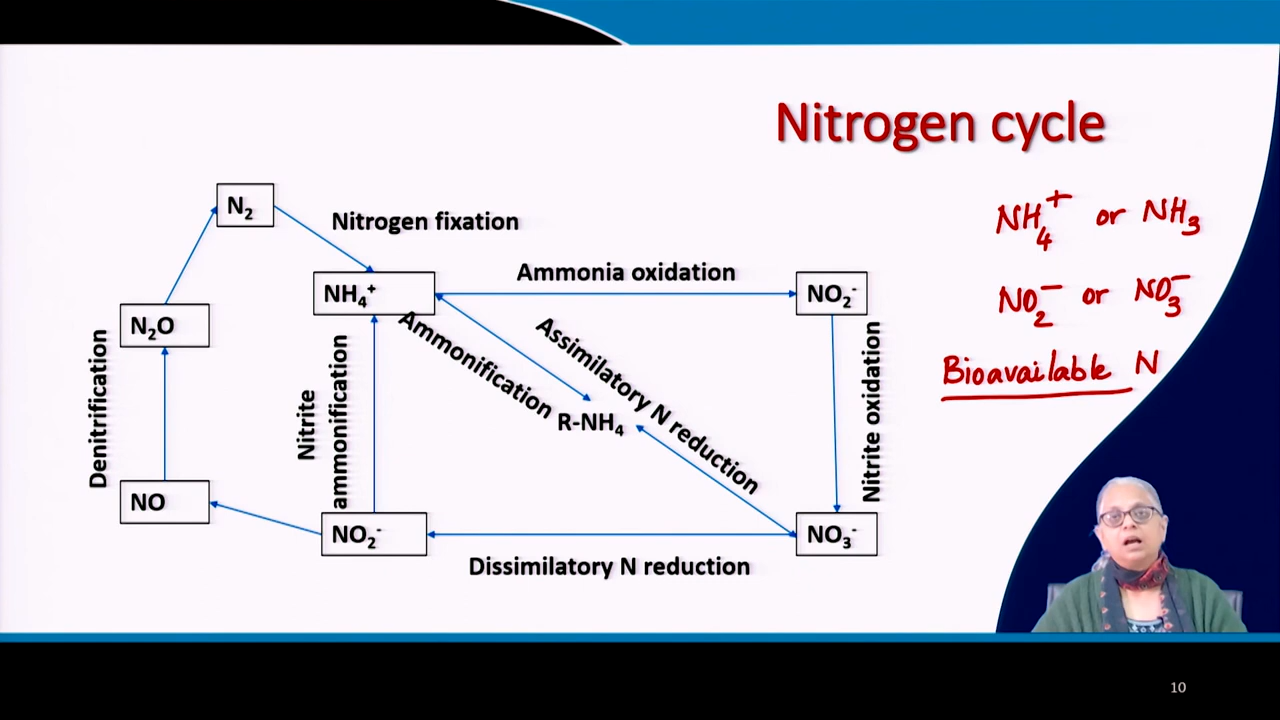 Nitrogen cycle
N₂
Nitrogen fixation
NH₄⁺ or NH₃
Ammonia oxidation
NH₄⁺
NO₂⁻
NO₂⁻ or NO₃⁻
N₂O
Ammonification
Assimilatory N reduction
Bioavailable N
Denitrification
Nitrite
ammonification
R-NH₄
Nitrite oxidation
NO
NO₂⁻
NO₃⁻
Dissimilatory N reduction
10